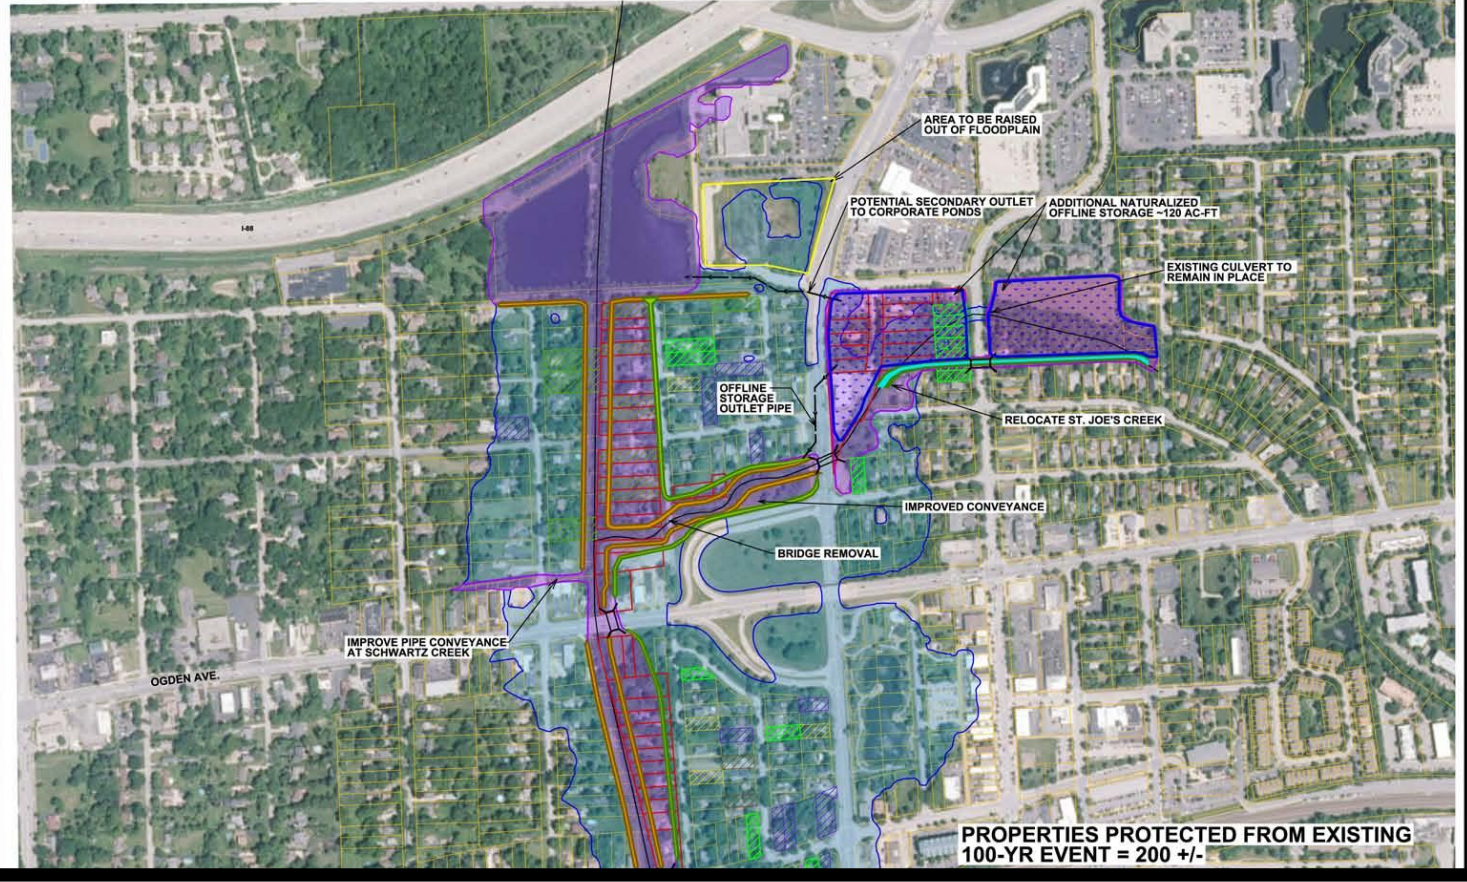 AREA TO BE RAISED
OUT OF FLOODPLAIN
POTENTIAL SECONDARY OUTLET
TO CORPORATE PONDS
ADDITIONAL NATURALIZED
OFFLINE STORAGE ~120 AC-FT
I-88
EXISTING CULVERT TO
REMAIN IN PLACE
OFFLINE
STORAGE
OUTLET PIPE
RELOCATE ST. JOE'S CREEK
IMPROVED CONVEYANCE
BRIDGE REMOVAL
IMPROVE PIPE CONVEYANCE
AT SCHWARTZ CREEK
OGDEN AVE.
PROPERTIES PROTECTED FROM EXISTING
100-YR EVENT = 200 +/-